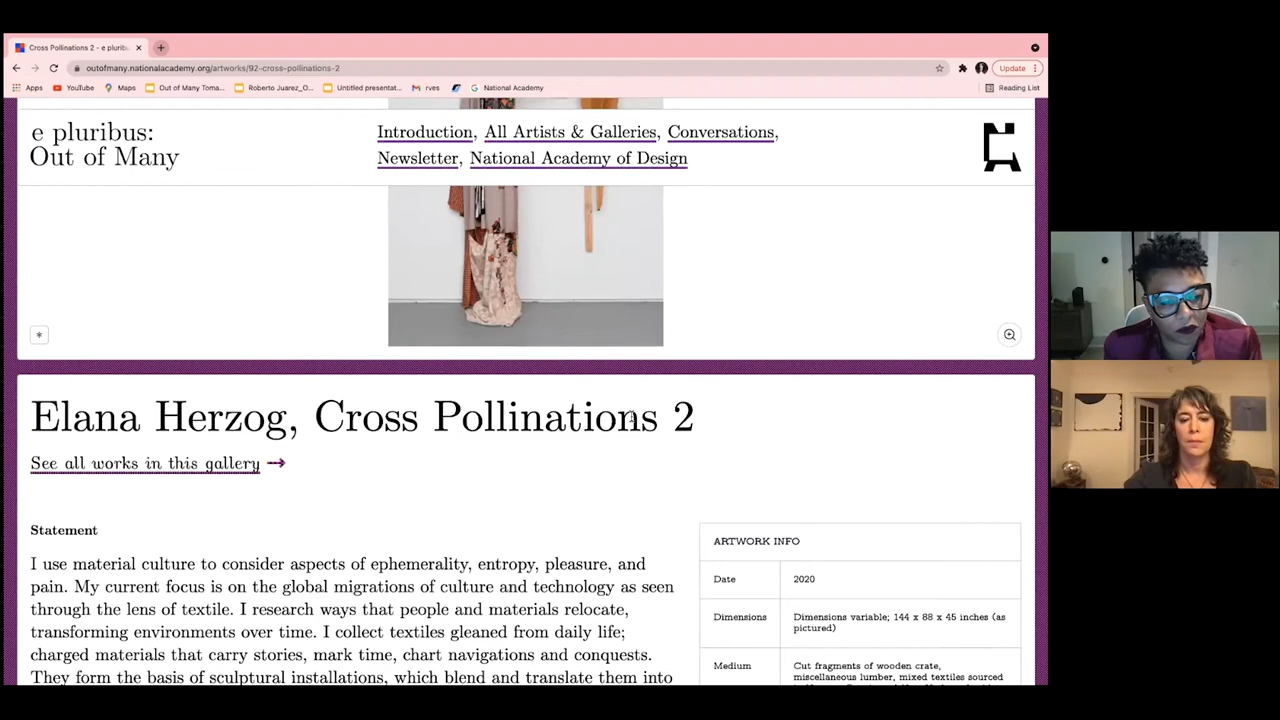 Cross Pollinations 2 - e pluribu
outofmany.nationalacademy.org/artworks/92-cross-pollinations-2
Update
Apps YouTube Maps Out of Many Toma... Roberto Juarez_O... Untitled presentat... rves National Academy Reading List
e pluribus:
Out of Many
Introduction, All Artists & Galleries, Conversations,
Newsletter, National Academy of Design
Elana Herzog, Cross Pollinations 2
See all works in this gallery →
Statement
I use material culture to consider aspects of ephemerality, entropy, pleasure, and
pain. My current focus is on the global migrations of culture and technology as seen
through the lens of textile. I research ways that people and materials relocate,
transforming environments over time. I collect textiles gleaned from daily life;
charged materials that carry stories, mark time, chart navigations and conquests.
They form the basis of sculptural installations, which blend and translate them into
ARTWORK INFO
Date 2020
Dimensions Dimensions variable; 144 x 88 x 45 inches (as
pictured)
Medium Cut fragments of wooden crate,
miscellaneous lumber, mixed textiles sourced